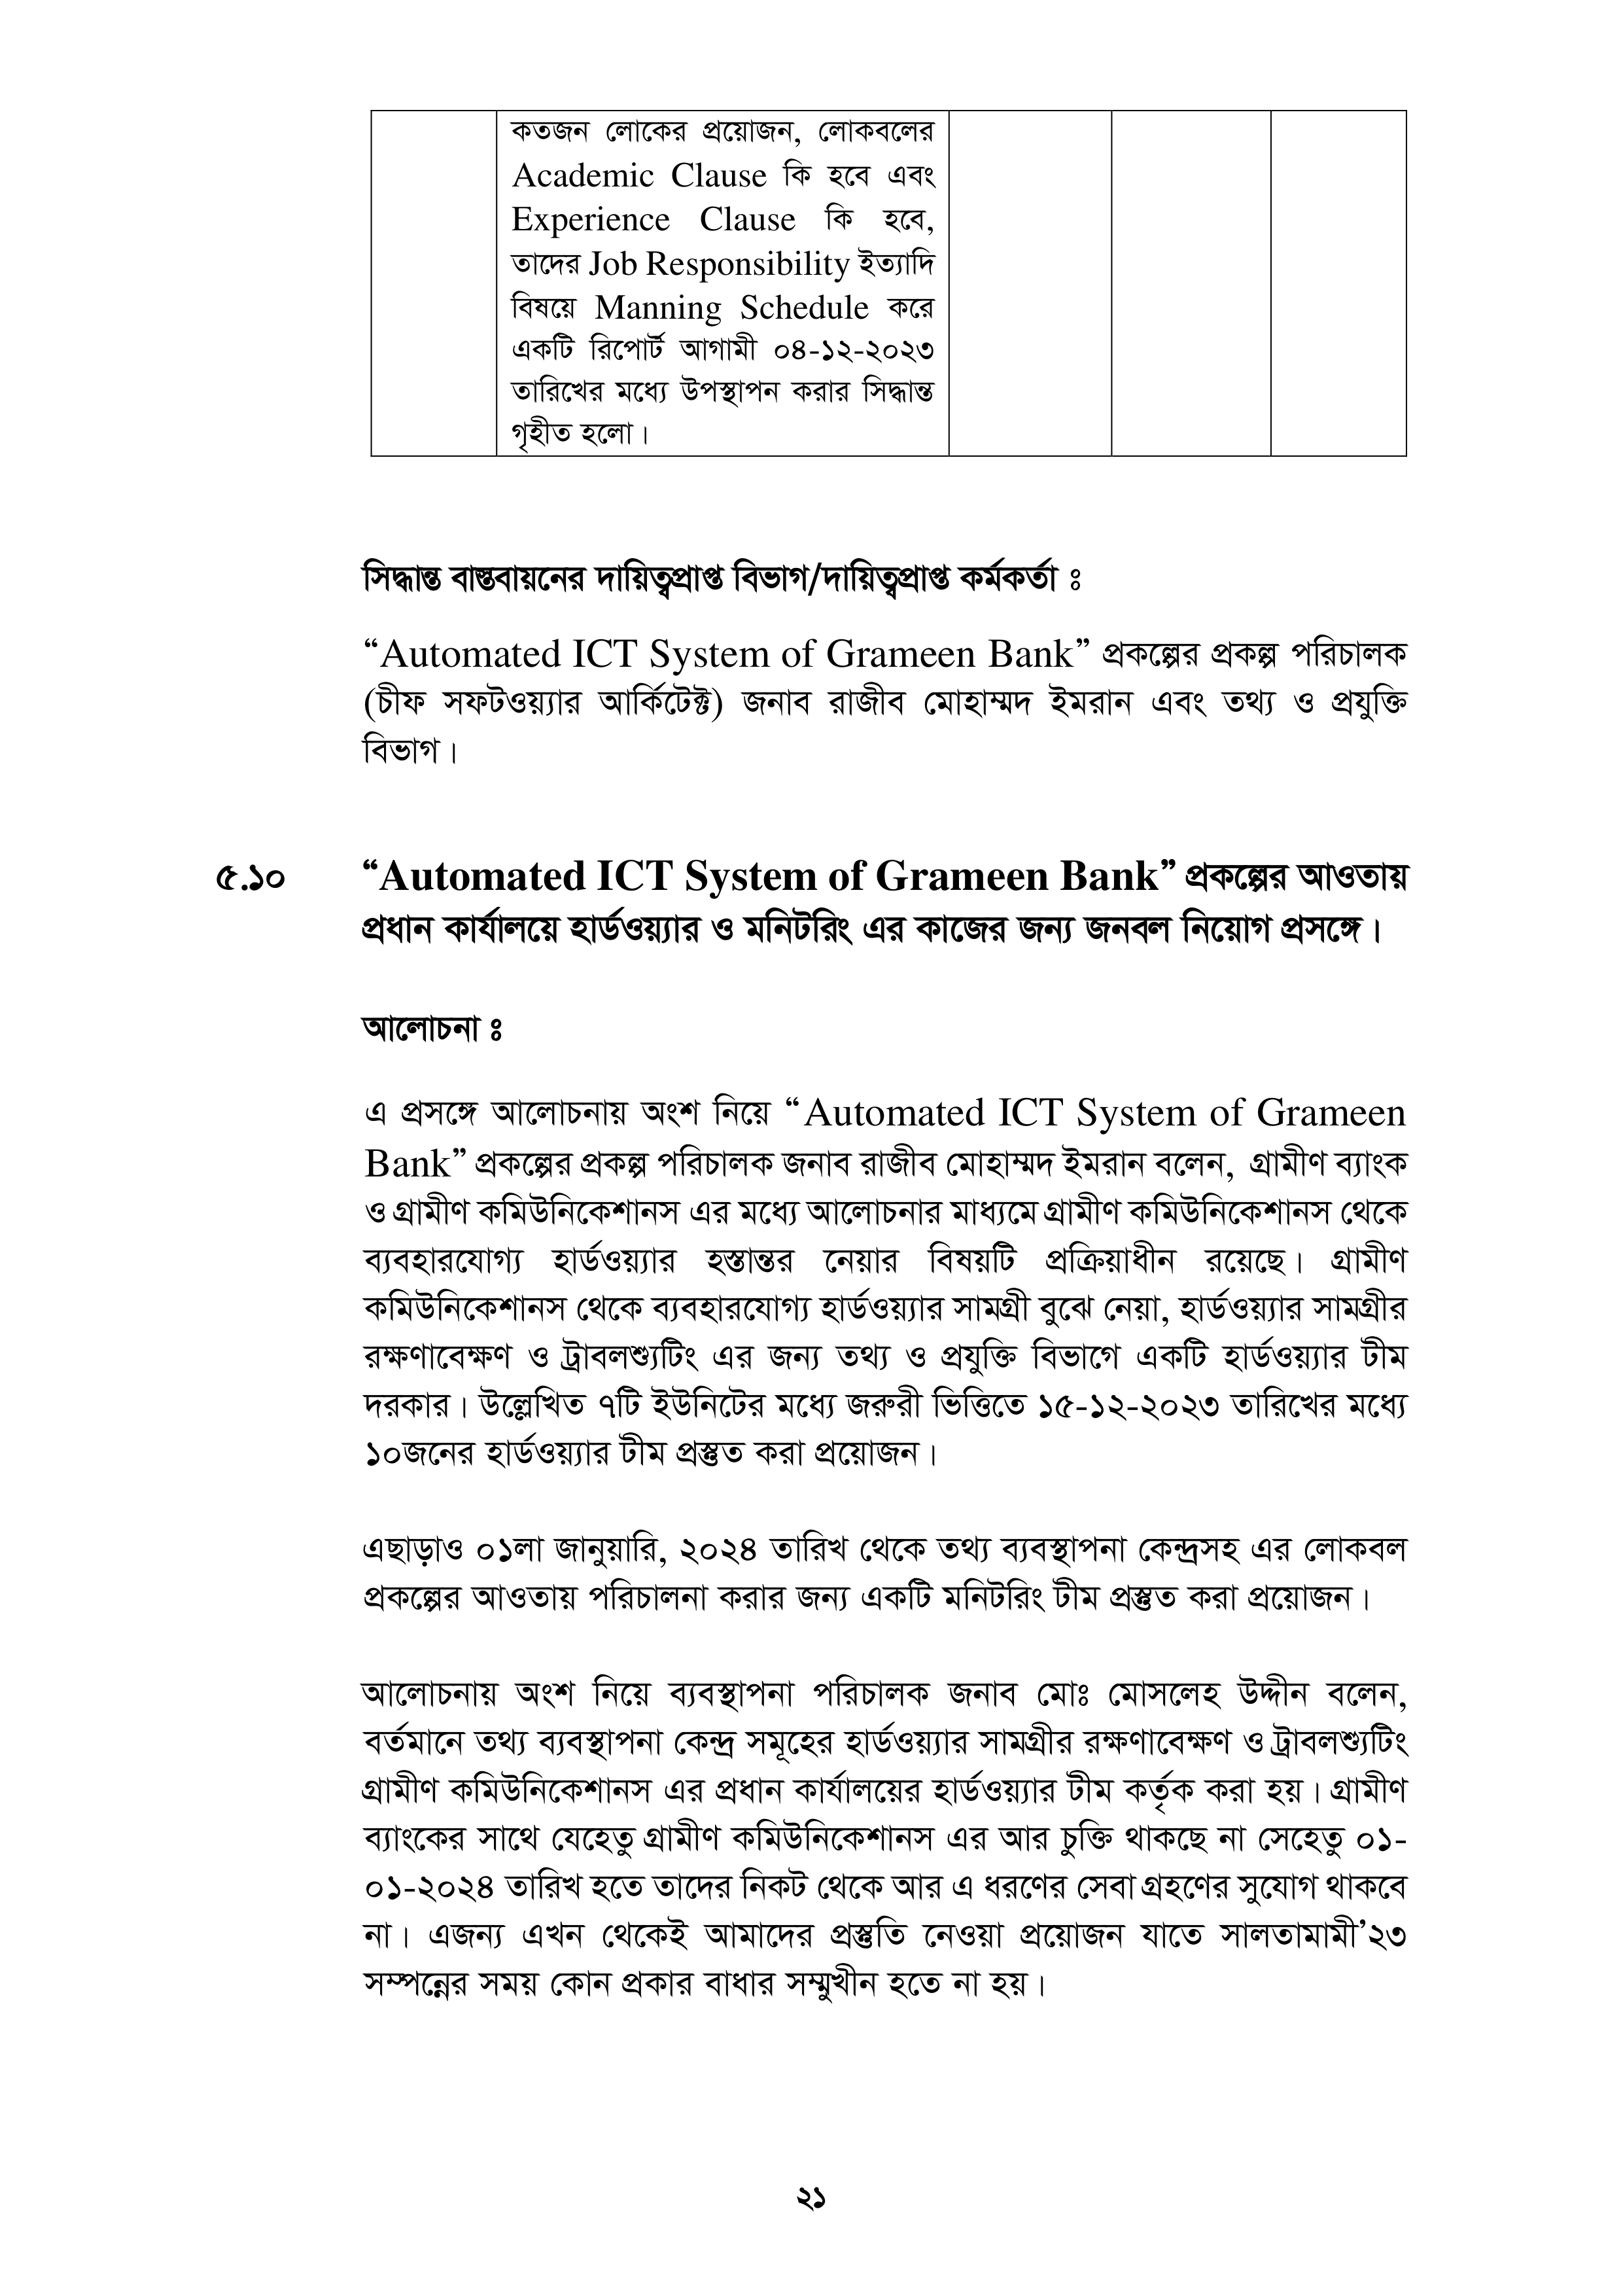 কতজন লোকের প্রয়োজন, লোকবলের
Academic Clause কি হবে এবং
Experience Clause কি হবে,
তাদের Job Responsibility ইত্যাদি
বিষয়ে Manning Schedule করে
একটি রিপোর্ট আগামী ০৪-১২-২০২৩
তারিখের মধ্যে উপস্থাপন করার সিদ্ধান্ত
গৃহীত হলো।
সিদ্ধান্ত বাস্তবায়নের দায়িত্বপ্রাপ্ত বিভাগ/দায়িত্বপ্রাপ্ত কর্মকর্তা ঃ
“Automated ICT System of Grameen Bank” প্রকল্পের প্রকল্প পরিচালক
(চীফ সফটওয়্যার আর্কিটেক্ট) জনাব রাজীব মোহাম্মদ ইমরান এবং তথ্য ও প্রযুক্তি
বিভাগ।
৫.১০ “Automated ICT System of Grameen Bank” প্রকল্পের আওতায়
প্রধান কার্যালয়ে হার্ডওয়্যার ও মনিটরিং এর কাজের জন্য জনবল নিয়োগ প্রসঙ্গে।
আলোচনা ঃ
এ প্রসঙ্গে আলোচনায় অংশ নিয়ে “Automated ICT System of Grameen
Bank” প্রকল্পের প্রকল্প পরিচালক জনাব রাজীব মোহাম্মদ ইমরান বলেন, গ্রামীণ ব্যাংক
ও গ্রামীণ কমিউনিকেশানস এর মধ্যে আলোচনার মাধ্যমে গ্রামীণ কমিউনিকেশানস থেকে
ব্যবহারযোগ্য হার্ডওয়্যার হস্তান্তর নেয়ার বিষয়টি প্রক্রিয়াধীন রয়েছে। গ্রামীণ
কমিউনিকেশানস থেকে ব্যবহারযোগ্য হার্ডওয়্যার সামগ্রী বুঝে নেয়া, হার্ডওয়্যার সামগ্রীর
রক্ষণাবেক্ষণ ও ট্রাবলশ্যুটিং এর জন্য তথ্য ও প্রযুক্তি বিভাগে একটি হার্ডওয়্যার টীম
দরকার। উল্লেখিত ৭টি ইউনিটের মধ্যে জরুরী ভিত্তিতে ১৫-১২-২০২৩ তারিখের মধ্যে
১০জনের হার্ডওয়্যার টীম প্রস্তুত করা প্রয়োজন।
এছাড়াও ০১লা জানুয়ারি, ২০২৪ তারিখ থেকে তথ্য ব্যবস্থাপনা কেন্দ্রসহ এর লোকবল
প্রকল্পের আওতায় পরিচালনা করার জন্য একটি মনিটরিং টীম প্রস্তুত করা প্রয়োজন।
আলোচনায় অংশ নিয়ে ব্যবস্থাপনা পরিচালক জনাব মোঃ মোসলেহ উদ্দীন বলেন,
বর্তমানে তথ্য ব্যবস্থাপনা কেন্দ্র সমূহের হার্ডওয়্যার সামগ্রীর রক্ষণাবেক্ষণ ও ট্রাবলশ্যুটিং
গ্রামীণ কমিউনিকেশানস এর প্রধান কার্যালয়ের হার্ডওয়্যার টীম কর্তৃক করা হয়। গ্রামীণ
ব্যাংকের সাথে যেহেতু গ্রামীণ কমিউনিকেশানস এর আর চুক্তি থাকছে না সেহেতু ০১-
০১-২০২৪ তারিখ হতে তাদের নিকট থেকে আর এ ধরণের সেবা গ্রহণের সুযোগ থাকবে
না। এজন্য এখন থেকেই আমাদের প্রস্তুতি নেওয়া প্রয়োজন যাতে সালতামামী’২৩
সম্পন্নের সময় কোন প্রকার বাধার সম্মুখীন হতে না হয়।
২১